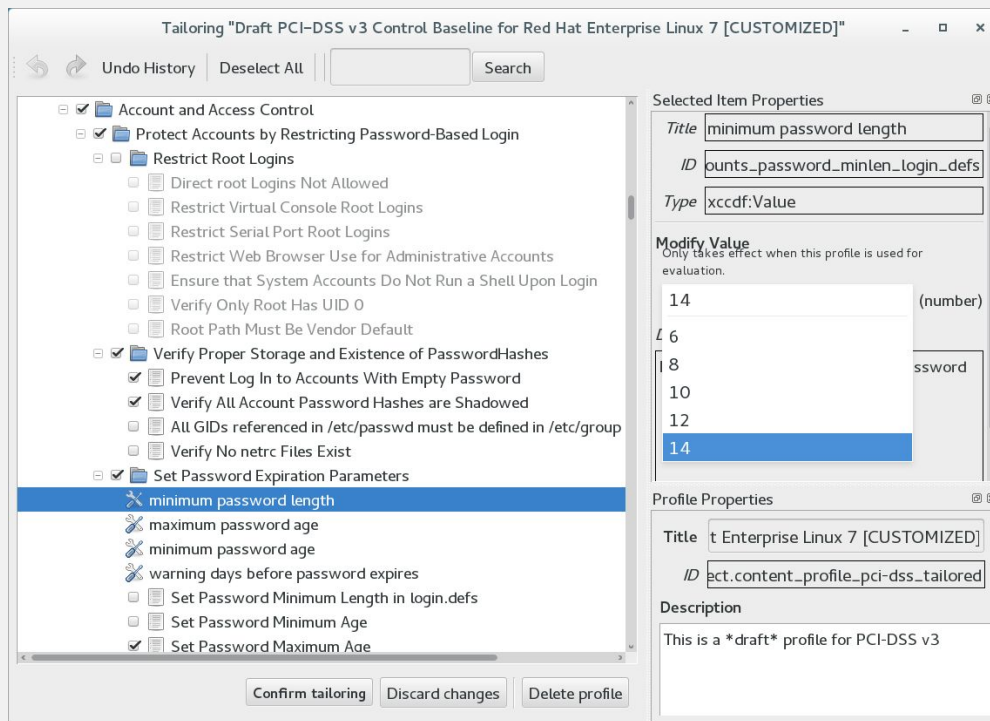 Tailoring "Draft PCI-DSS v3 Control Baseline for Red Hat Enterprise Linux 7 [CUSTOMIZED]"
Undo History Deselect All Search
Account and Access Control
Protect Accounts by Restricting Password-Based Login
Restrict Root Logins
Direct root Logins Not Allowed
Restrict Virtual Console Root Logins
Restrict Serial Port Root Logins
Restrict Web Browser Use for Administrative Accounts
Ensure that System Accounts Do Not Run a Shell Upon Login
Verify Only Root Has UID 0
Root Path Must Be Vendor Default
Verify Proper Storage and Existence of PasswordHashes
Prevent Log In to Accounts With Empty Password
Verify All Account Password Hashes are Shadowed
All GIDs referenced in /etc/passwd must be defined in /etc/group
Verify No netrc Files Exist
Set Password Expiration Parameters
minimum password length
maximum password age
minimum password age
warning days before password expires
Set Password Minimum Length in login.defs
Set Password Minimum Age
Set Password Maximum Age
Confirm tailoring Discard changes Delete profile
Selected Item Properties
Title minimum password length
ID ounts_password_minlen_login_defs
Type xccdf:Value
Modify Value
Only takes effect when this profile is used for
evaluation.
14 (number)
6
8 ssword
10
12
14
Profile Properties
Title t Enterprise Linux 7 [CUSTOMIZED]
ID ect.content_profile_pci-dss_tailored
Description
This is a *draft* profile for PCI-DSS v3